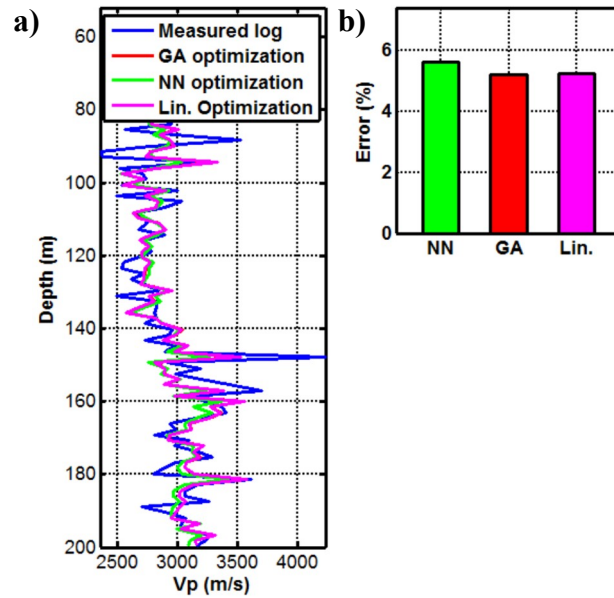 a)
Measured log
GA optimization
NN optimization
Lin. Optimization
60
80
100
120
140
160
180
200
Depth (m)
2500 3000 3500 4000
Vp (m/s)
b)
6
4
2
0
Error (%)
NN GA Lin.